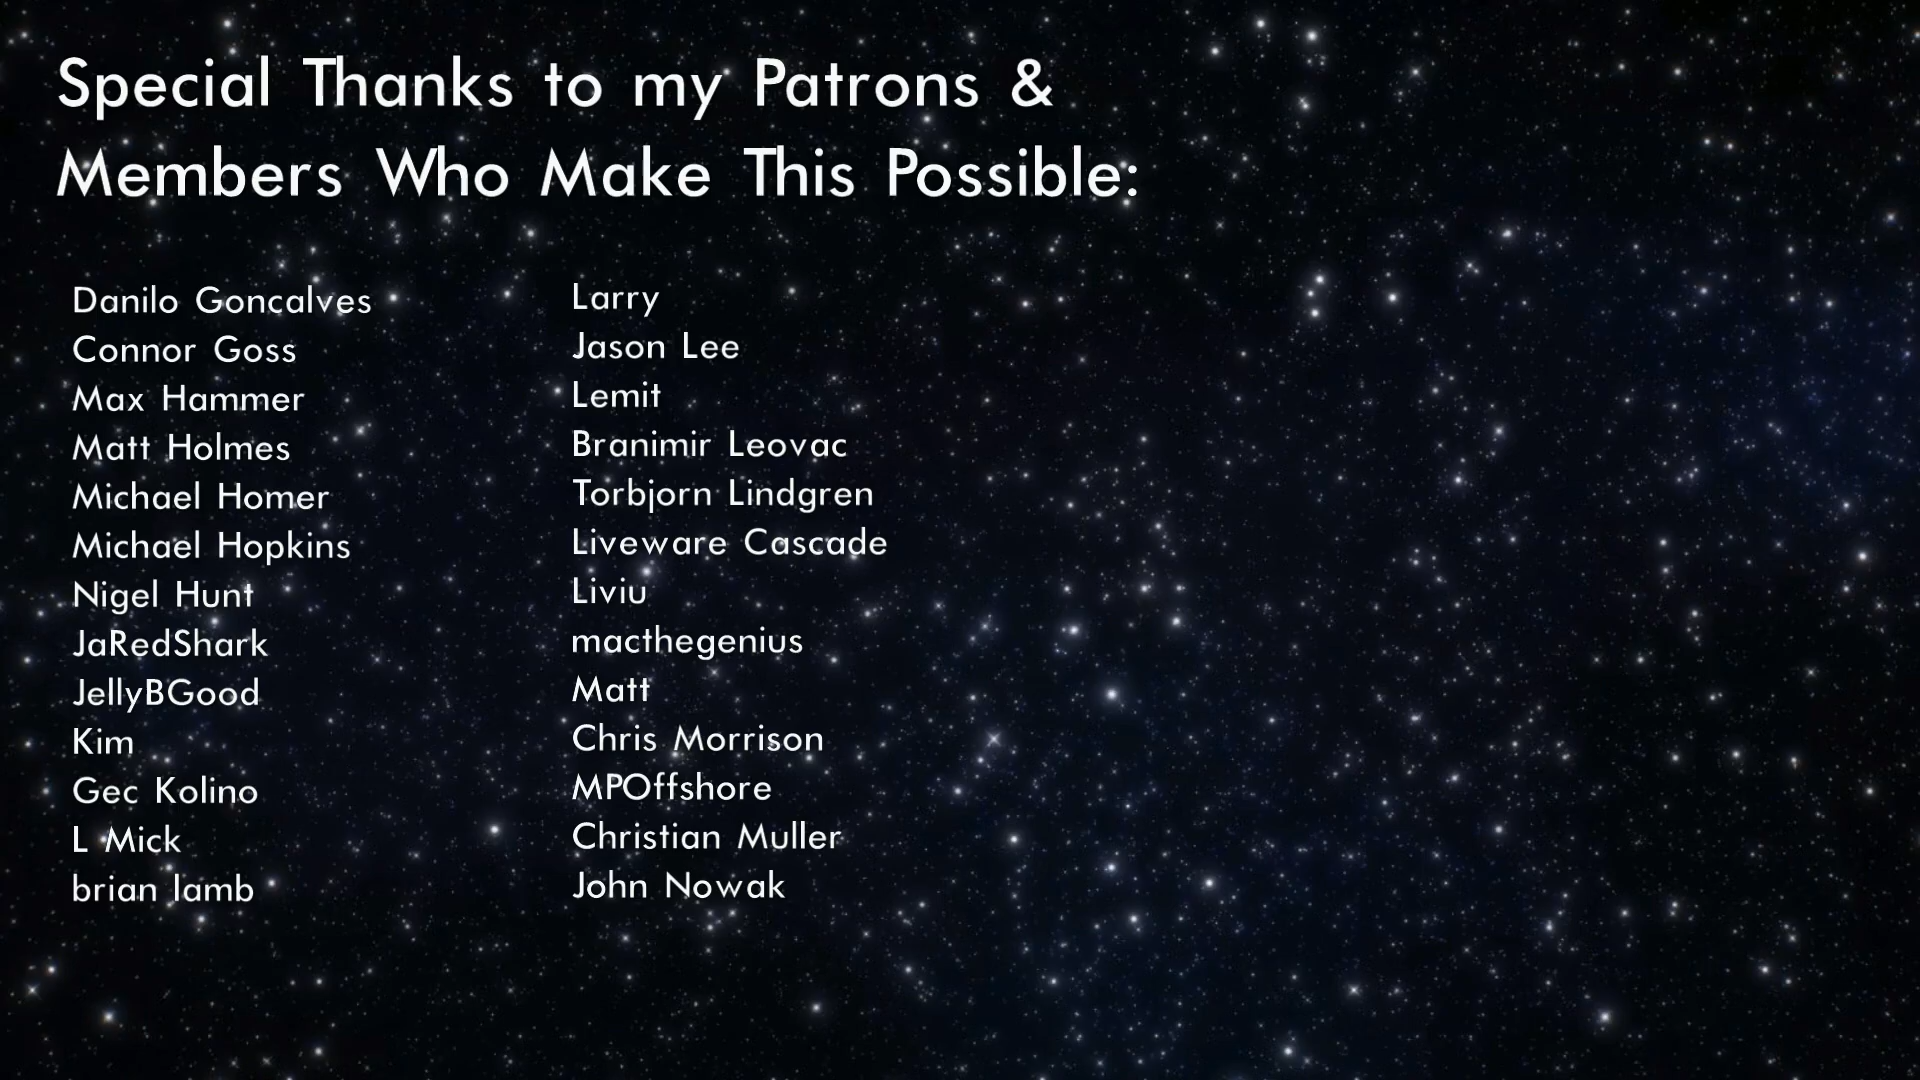 Special Thanks to my Patrons &
Members Who Make This Possible:
Danilo Goncalves
Connor Goss
Max Hammer
Matt Holmes
Michael Homer
Michael Hopkins
Nigel Hunt
JaRedShark
JellyBGood
Kim
Gec Kolino
L Mick
brian lamb
Larry
Jason Lee
Lemit
Branimir Leovac
Torbjorn Lindgren
Liveware Cascade
Liviu
macthegenius
Matt
Chris Morrison
MPOffshore
Christian Muller
John Nowak